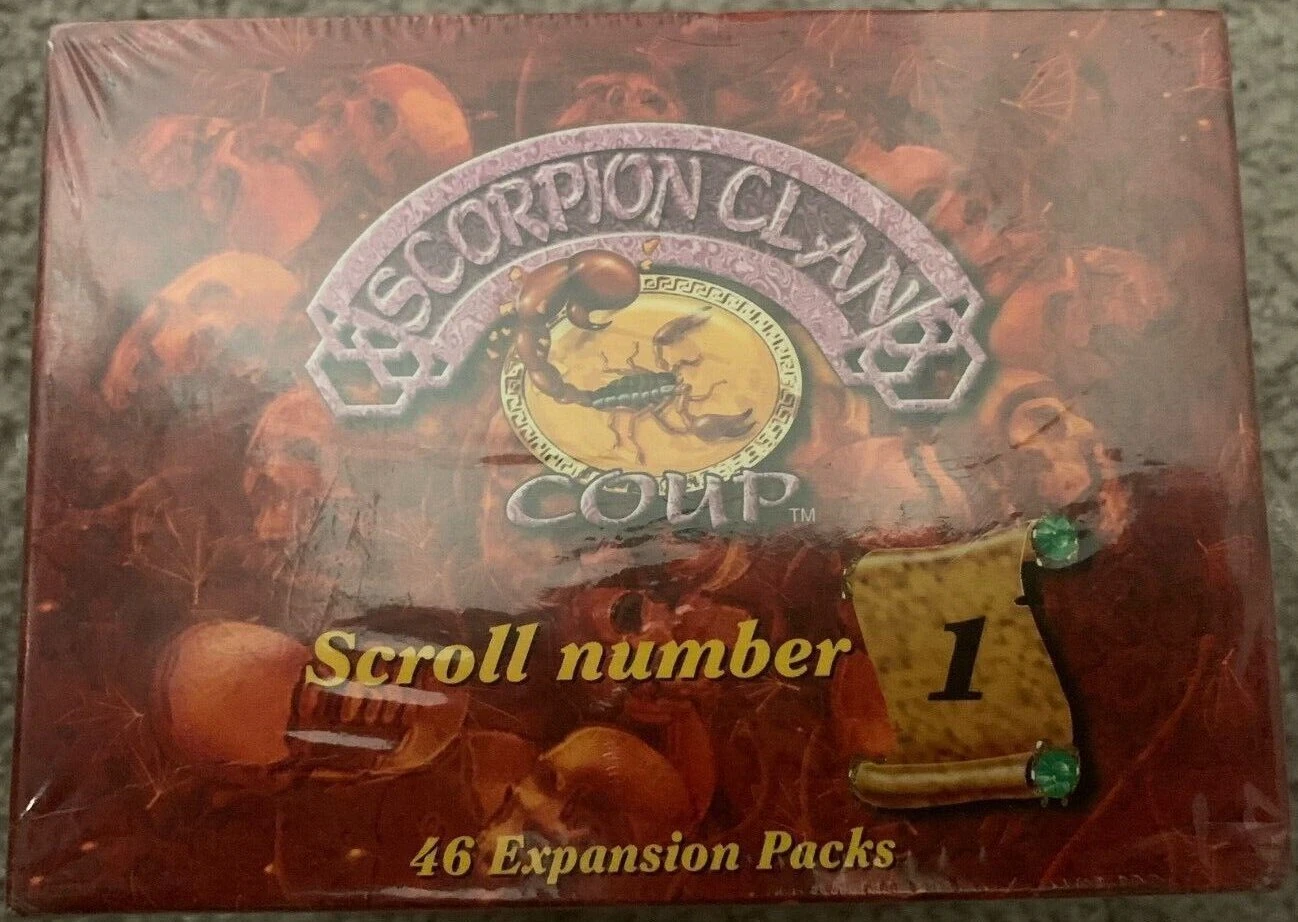 SCORPION CLAN
COUP™
Scroll number 1
46 Expansion Packs